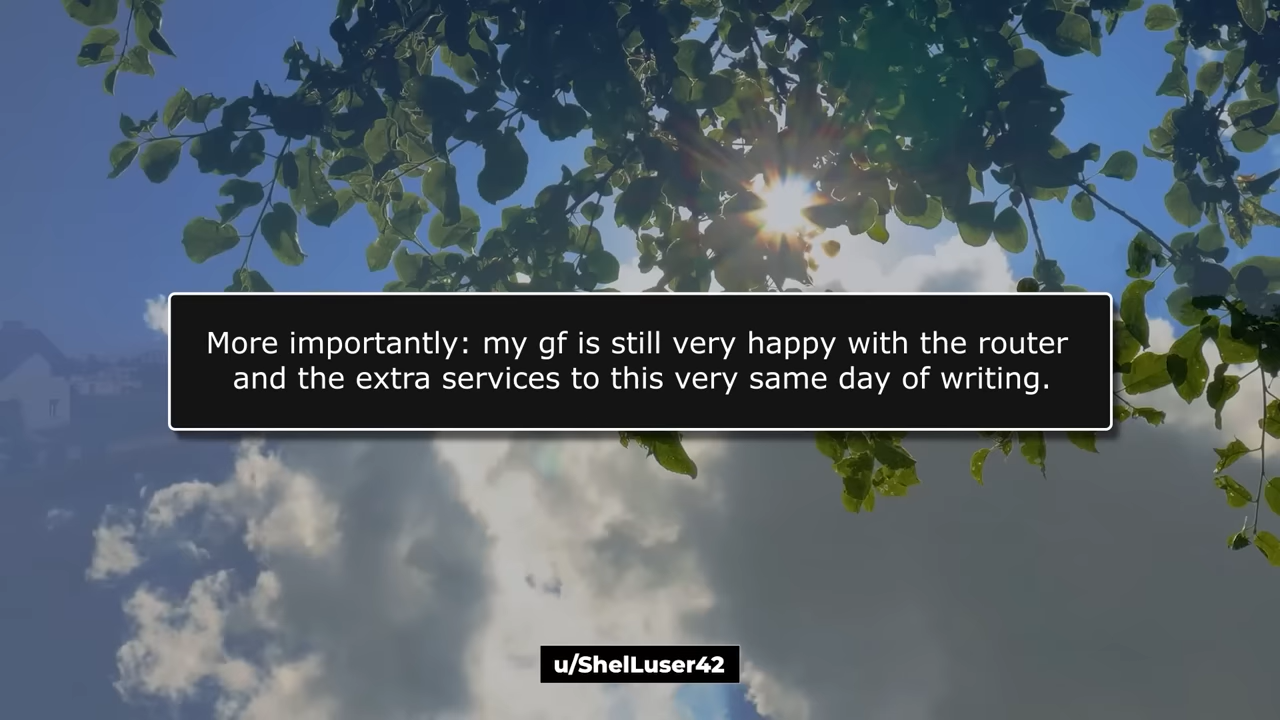 More importantly: my gf is still very happy with the router
and the extra services to this very same day of writing.
u/ShelLuser42